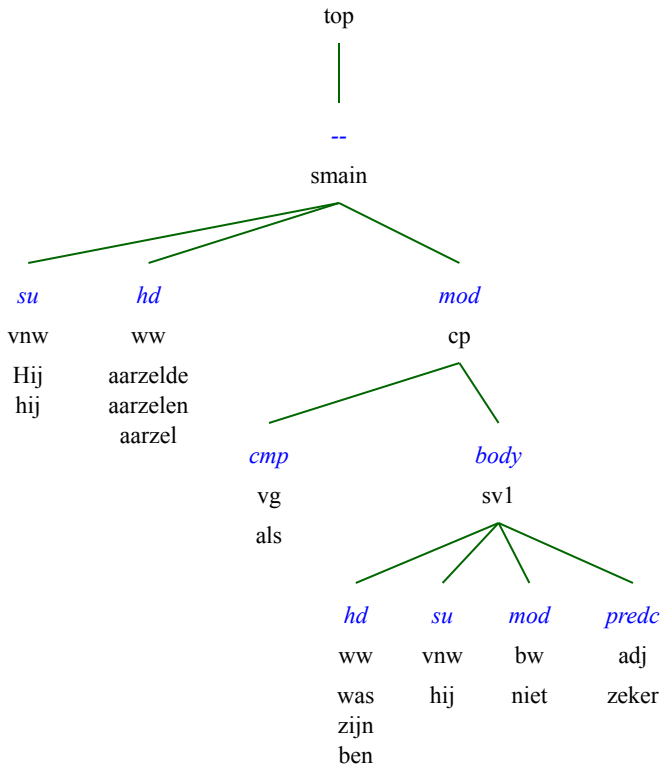 top
--
smain
su hd mod
vnw ww cp
Hij aarzelde
hij aarzelen
aarzel
cmp body
vg sv1
als
hd su mod predc
ww vnw bw adj
was hij niet zeker
zijn
ben